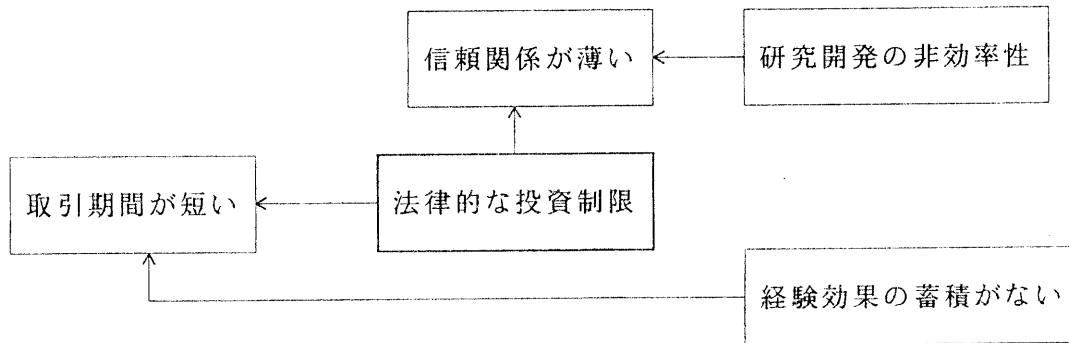 信頼関係が薄い
研究開発の非効率性
取引期間が短い
法律的な投資制限
経験効果の蓄積がない